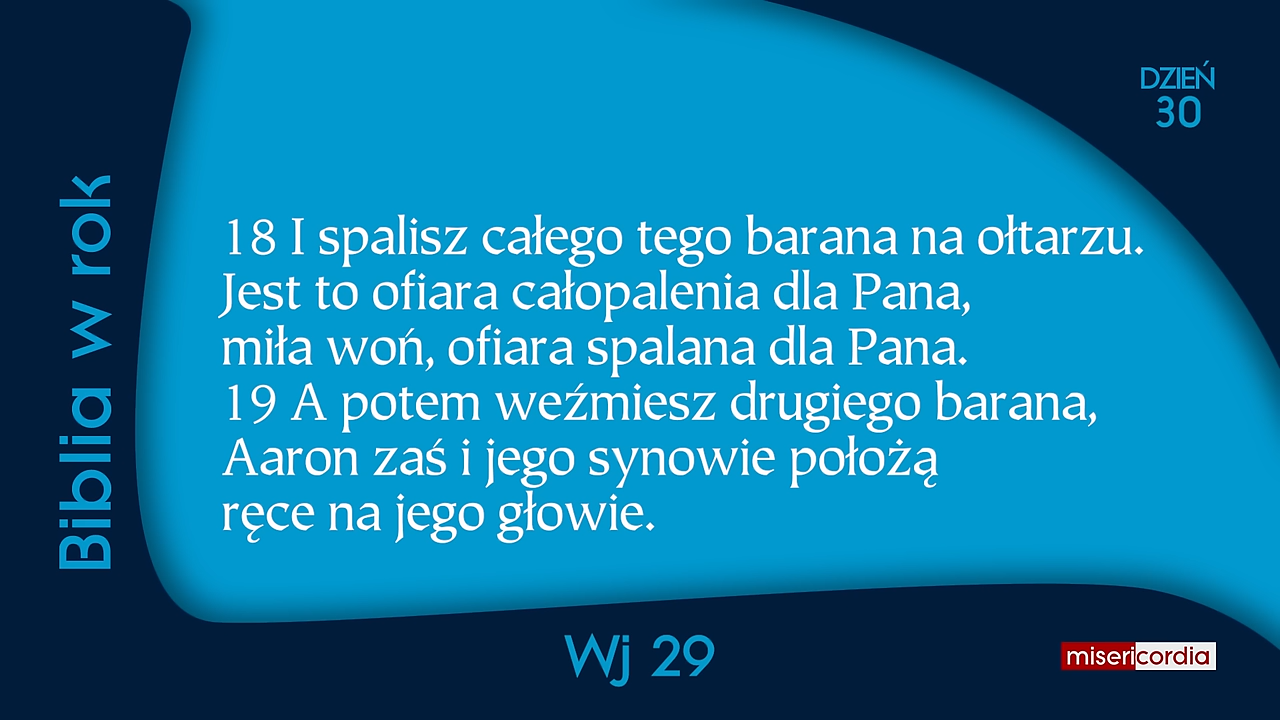 DZIEŃ
30
Biblia w rok
18 I spalisz całego tego barana na ołtarzu.
Jest to ofiara całopalenia dla Pana,
miła woń, ofiara spalana dla Pana.
19 A potem weźmiesz drugiego barana,
Aaron zaś i jego synowie położą
ręce na jego głowie.
Wj 29
misericordia